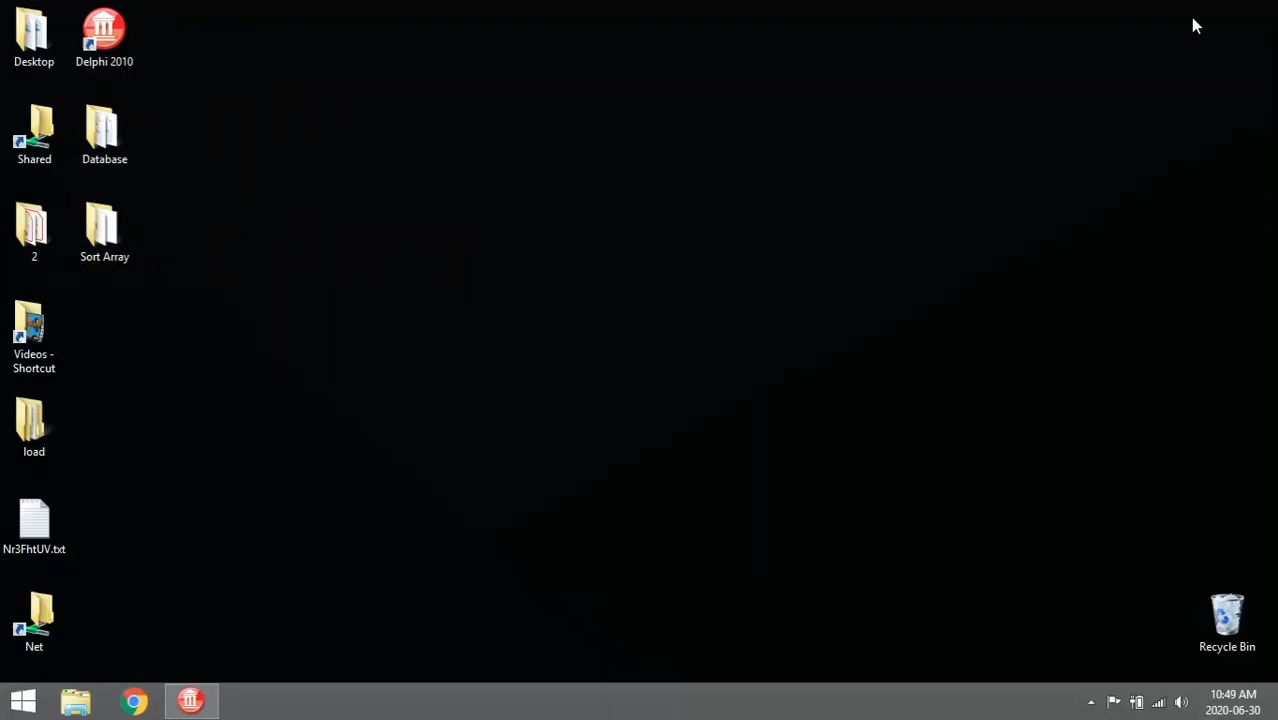 Desktop
Delphi 2010
Shared
Database
2
Sort Array
Videos -
Shortcut
load
Nr3FhtUV.txt
Net
Recycle Bin
10:49 AM
2020-06-30